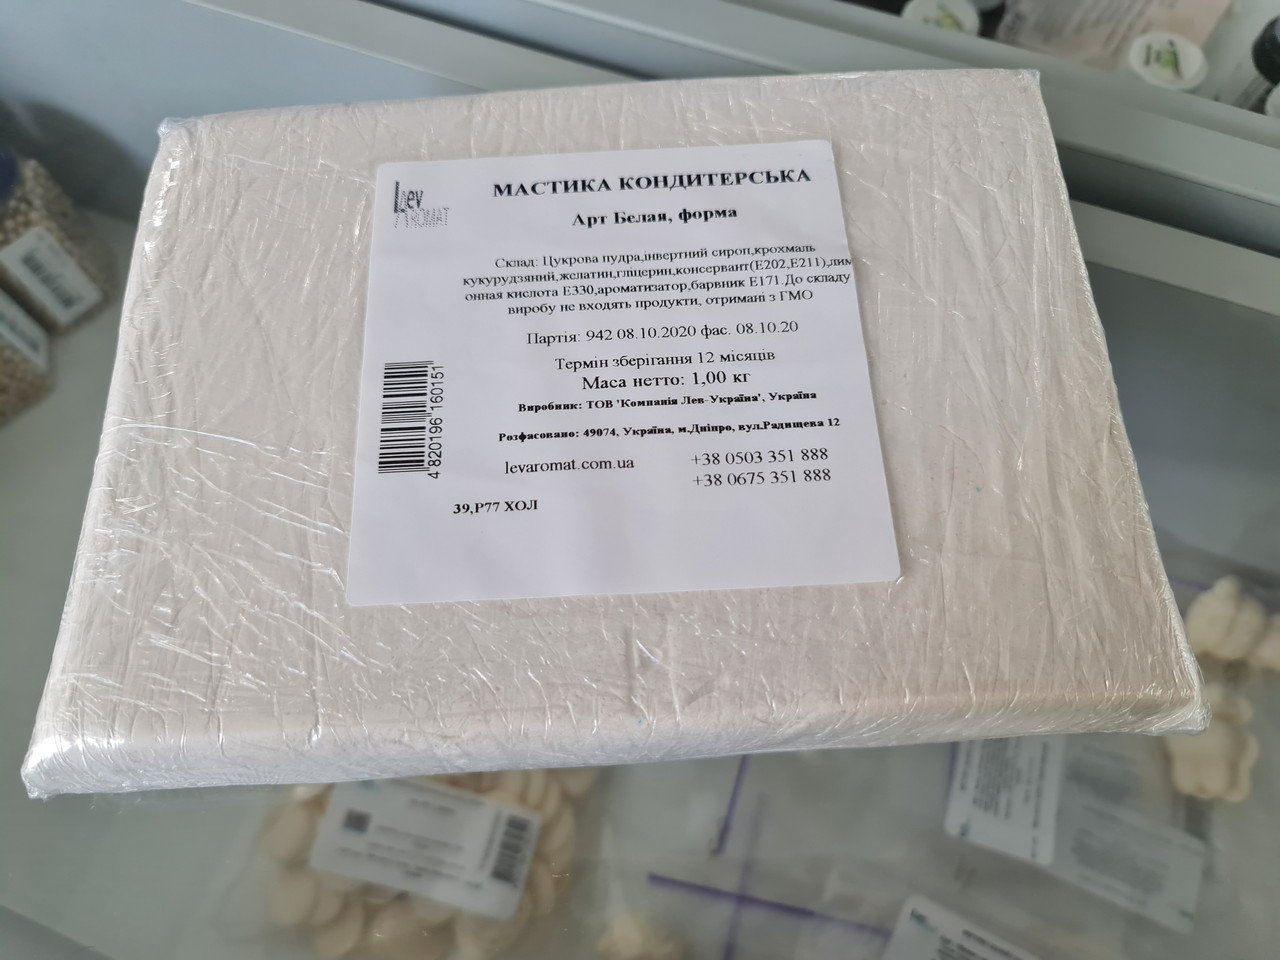 Lev
AROMAT
МАСТИКА КОНДИТЕРСЬКА
Арт Белая, форма
Склад: Цукрова пудра,інвертний сироп,крохмаль
кукурудзяний,желатин,гліцерин,консервант(Е202,Е211),лим
онная кислота Е330,ароматизатор,барвник Е171.До складу
виробу не входять продукти, отримані з ГМО
Партія: 942 08.10.2020 фас. 08.10.20
Термін зберігання 12 місяців
Маса нетто: 1,00 кг
Виробник: ТОВ 'Компанія Лев-Україна', Україна
Розфасовано: 49074, Україна, м.Дніпро, вул.Радищева 12
levaromat.com.ua
+38 0503 351 888
+38 0675 351 888
39,Р77 ХОЛ
4 820196 160151